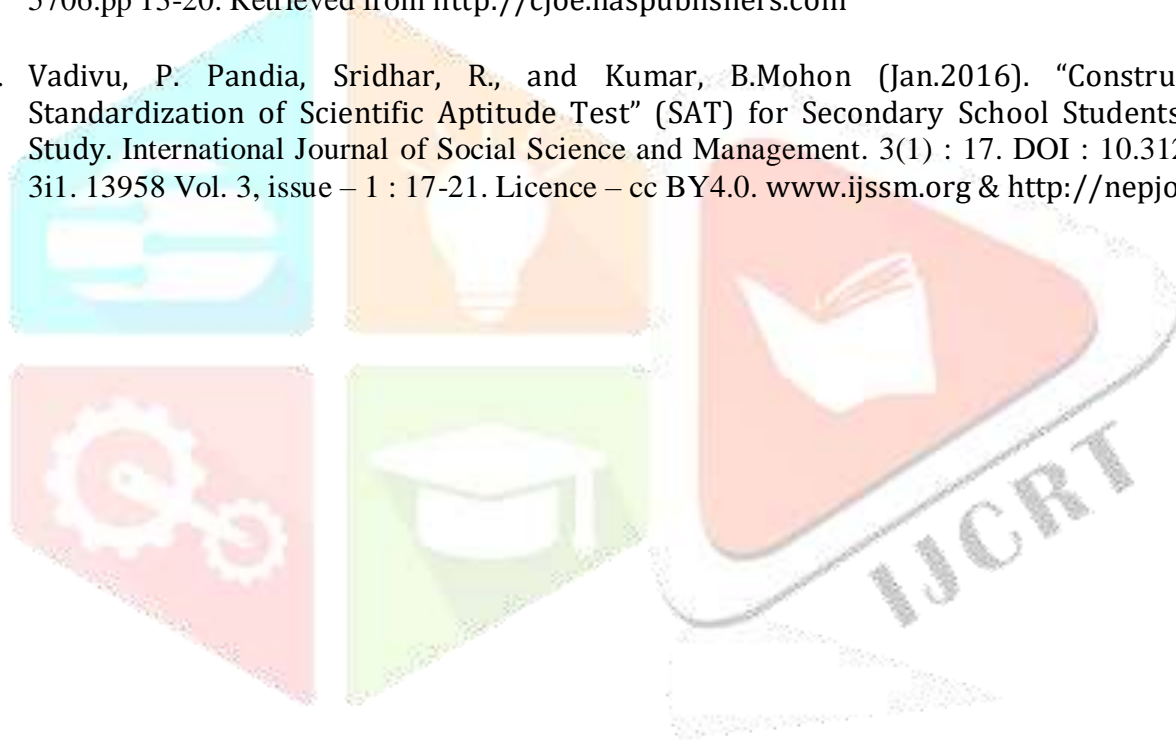 5706.pp 13-20. Retrieved from http://cjoe.naspublishers.com
. Vadivu, P. Pandia, Sridhar, R., and Kumar, B.Mohon (Jan.2016). “Constru
Standardization of Scientific Aptitude Test” (SAT) for Secondary School Students
Study. International Journal of Social Science and Management. 3(1) : 17. DOI : 10.312
3i1. 13958 Vol. 3, issue – 1 : 17-21. Licence – cc BY4.0. www.ijssm.org & http://nepjo
IJCRT